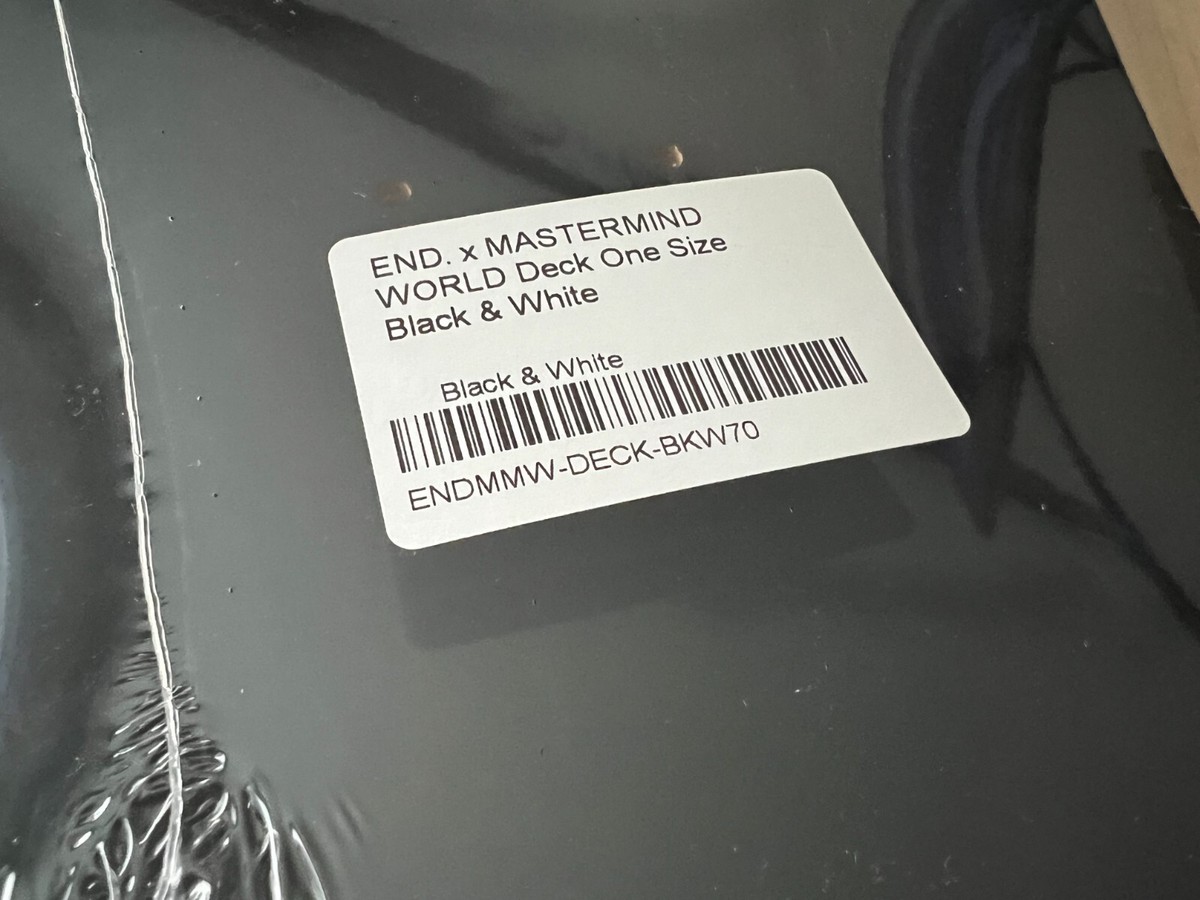 END. x MASTERMIND
WORLD Deck One Size
Black & White
Black & White
ENDMMW-DECK-BKW70